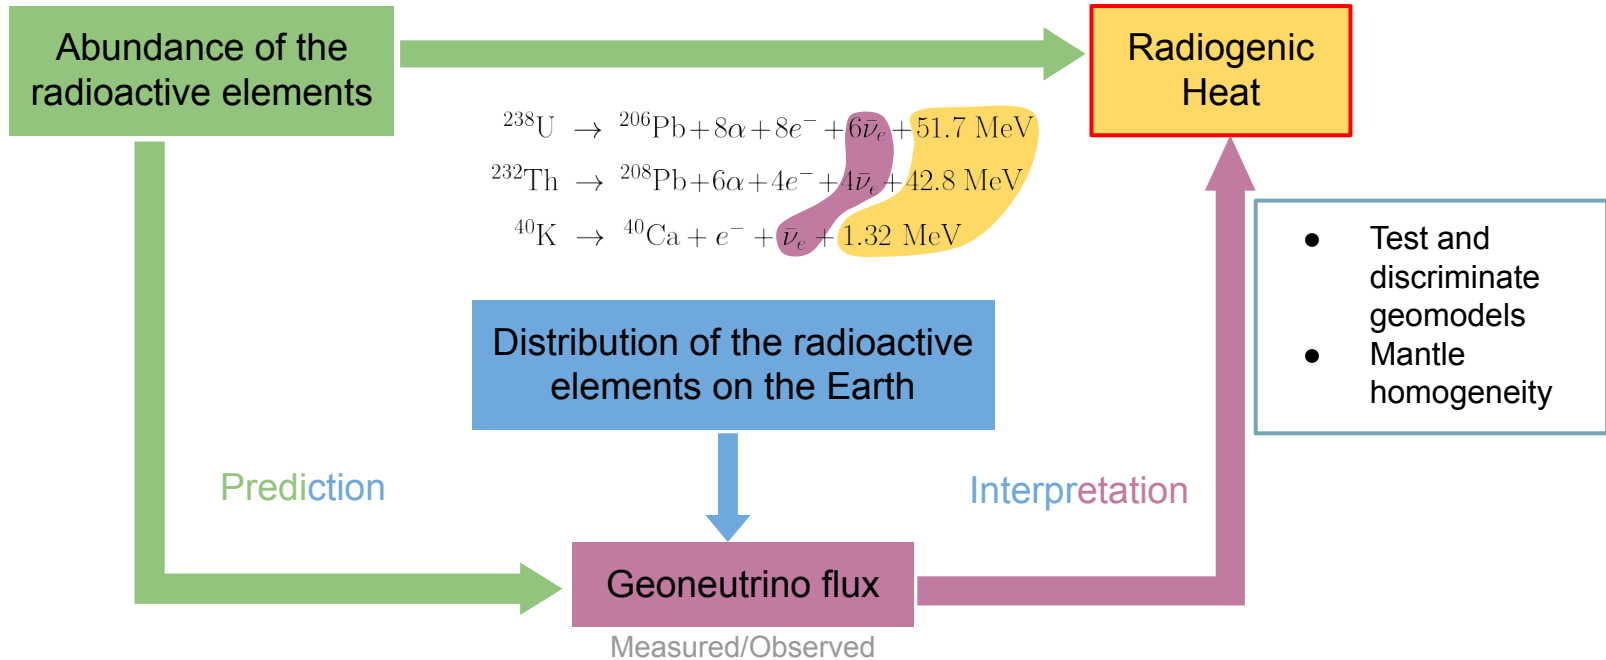 Abundance of the
radioactive elements
Radiogenic
Heat
²³⁸U → ²⁰⁶Pb+8α+8e⁻+6ν̄ₑ+51.7 MeV
²³²Th → ²⁰⁸Pb+6α+4e⁻+4ν̄ₑ+42.8 MeV
⁴⁰K → ⁴⁰Ca + e⁻ + ν̄ₑ+1.32 MeV
● Test and
discriminate
geomodels
● Mantle
homogeneity
Distribution of the radioactive
elements on the Earth
Prediction
Interpretation
Geoneutrino flux
Measured/Observed